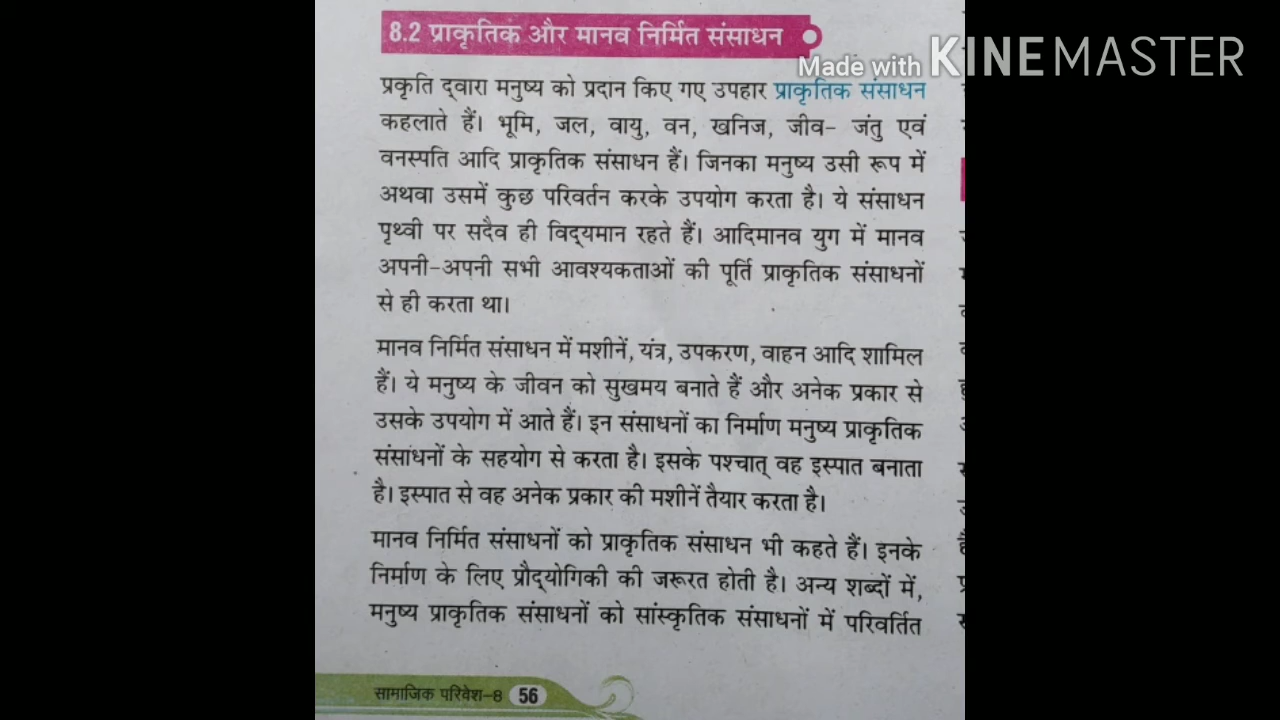 8.2 प्राकृतिक और मानव निर्मित संसाधन
Made with KINEMASTER
प्रकृति द्वारा मनुष्य को प्रदान किए गए उपहार प्राकृतिक संसाधन
कहलाते हैं। भूमि, जल, वायु, वन, खनिज, जीव- जंतु एवं
वनस्पति आदि प्राकृतिक संसाधन हैं। जिनका मनुष्य उसी रूप में
अथवा उसमें कुछ परिवर्तन करके उपयोग करता है। ये संसाधन
पृथ्वी पर सदैव ही विद्यमान रहते हैं। आदिमानव युग में मानव
अपनी-अपनी सभी आवश्यकताओं की पूर्ति प्राकृतिक संसाधनों
से ही करता था।
मानव निर्मित संसाधन में मशीनें, यंत्र, उपकरण, वाहन आदि शामिल
हैं। ये मनुष्य के जीवन को सुखमय बनाते हैं और अनेक प्रकार से
उसके उपयोग में आते हैं। इन संसाधनों का निर्माण मनुष्य प्राकृतिक
संसाधनों के सहयोग से करता है। इसके पश्चात् वह इस्पात बनाता
है। इस्पात से वह अनेक प्रकार की मशीनें तैयार करता है।
मानव निर्मित संसाधनों को प्राकृतिक संसाधन भी कहते हैं। इनके
निर्माण के लिए प्रौद्योगिकी की जरूरत होती है। अन्य शब्दों में,
मनुष्य प्राकृतिक संसाधनों को सांस्कृतिक संसाधनों में परिवर्तित
सामाजिक परिवेश-8 56